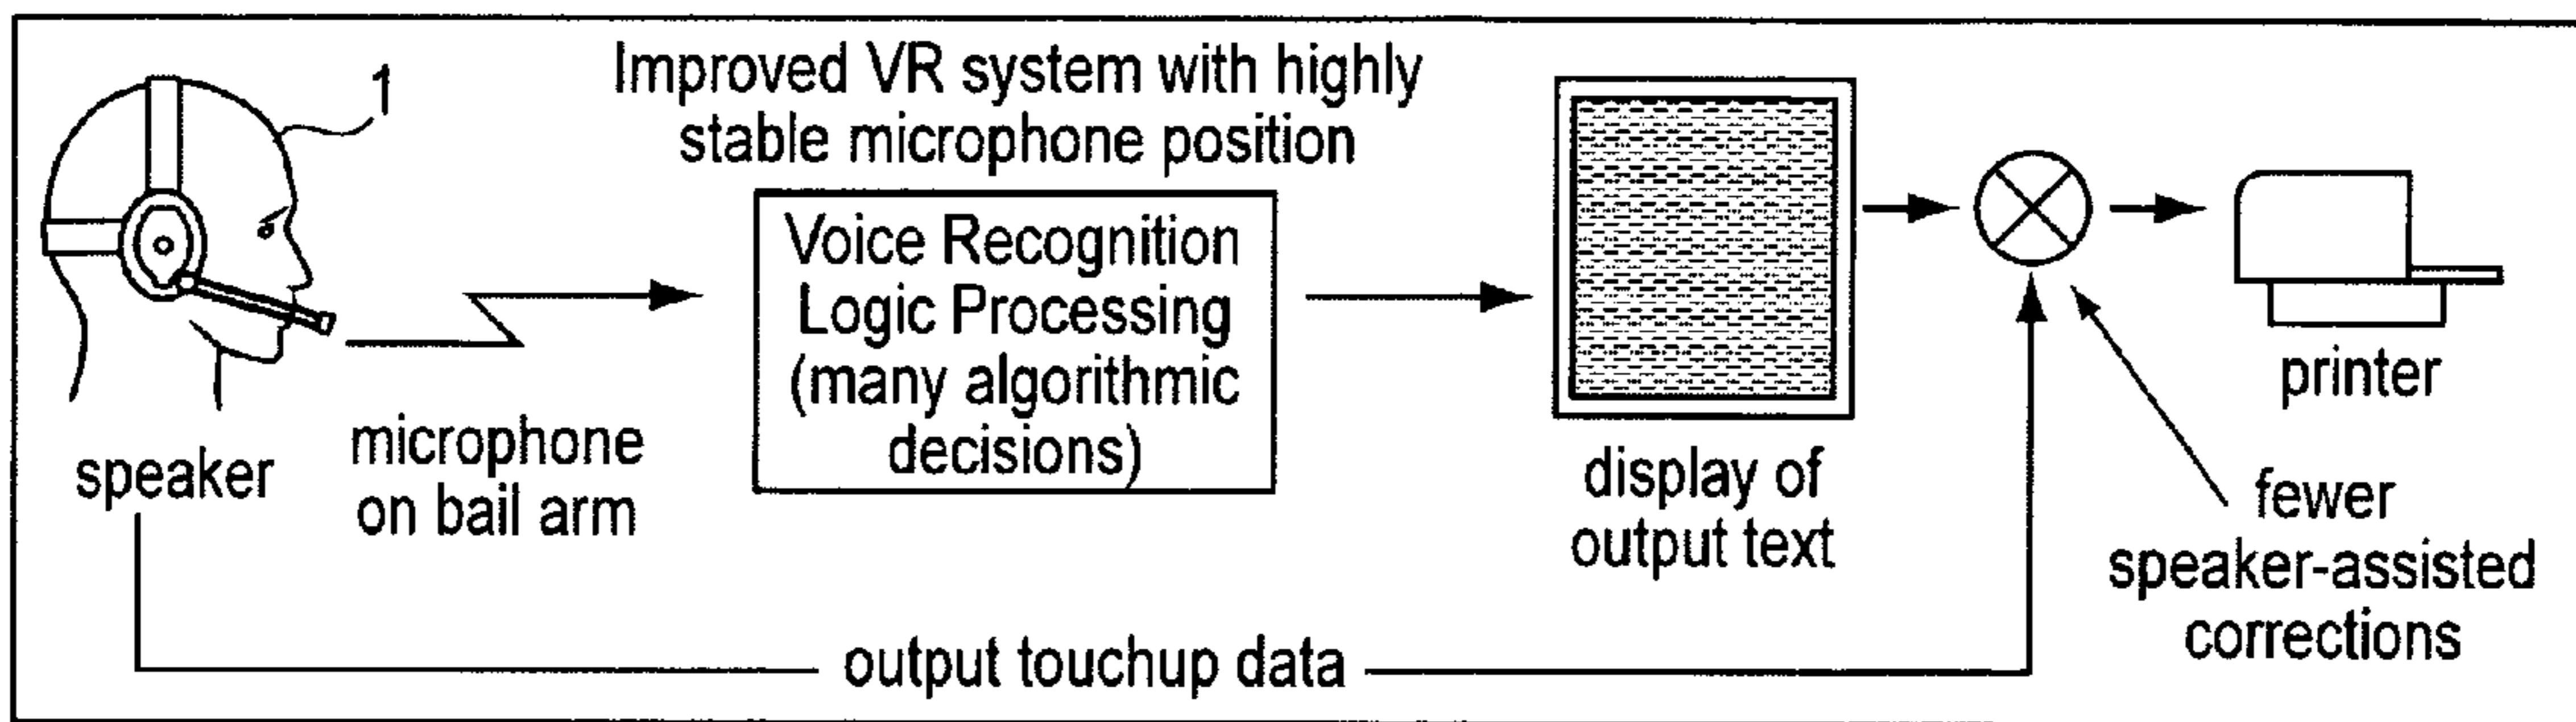 1
Improved VR system with highly
stable microphone position
Voice Recognition
Logic Processing
(many algorithmic
decisions)
speaker
microphone
on bail arm
display of
output text
printer
fewer
speaker-assisted
corrections
output touchup data